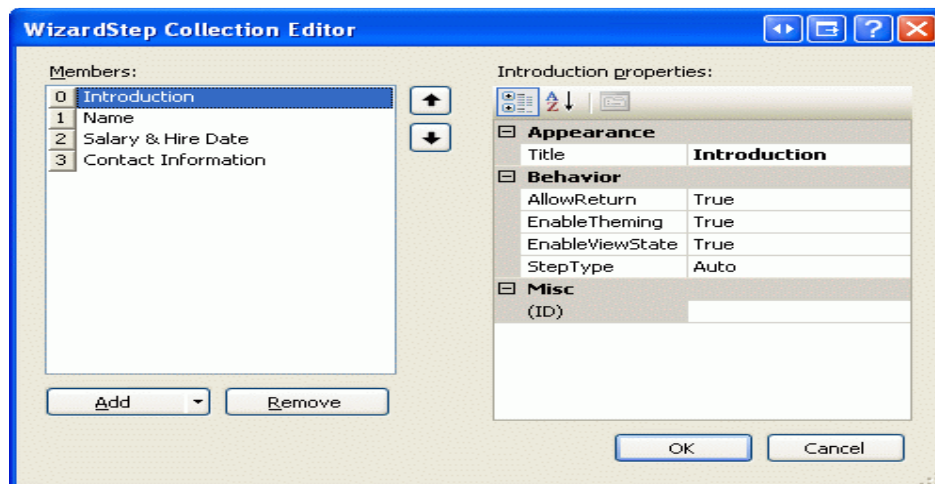 WizardStep Collection Editor
Members:
0 Introduction
1 Name
2 Salary & Hire Date
3 Contact Information
Add
Remove
Introduction properties:
Appearance
Title Introduction
Behavior
AllowReturn True
EnableTheming True
EnableViewState True
StepType Auto
Misc
(ID)
OK
Cancel